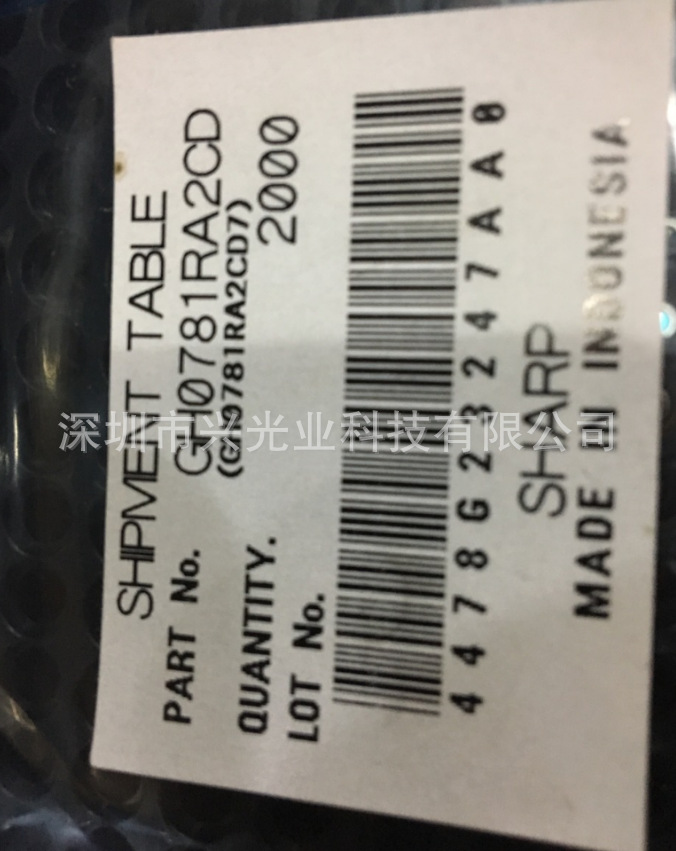 SHIPMENT TABLE
PART No. GH0781RA2CD
(GH0781RA2CD7)
QUANTITY. 2000
LOT No.
4478G23247AA0
SHARP
MADE IN INDONESIA
深圳市兴光业科技有限公司